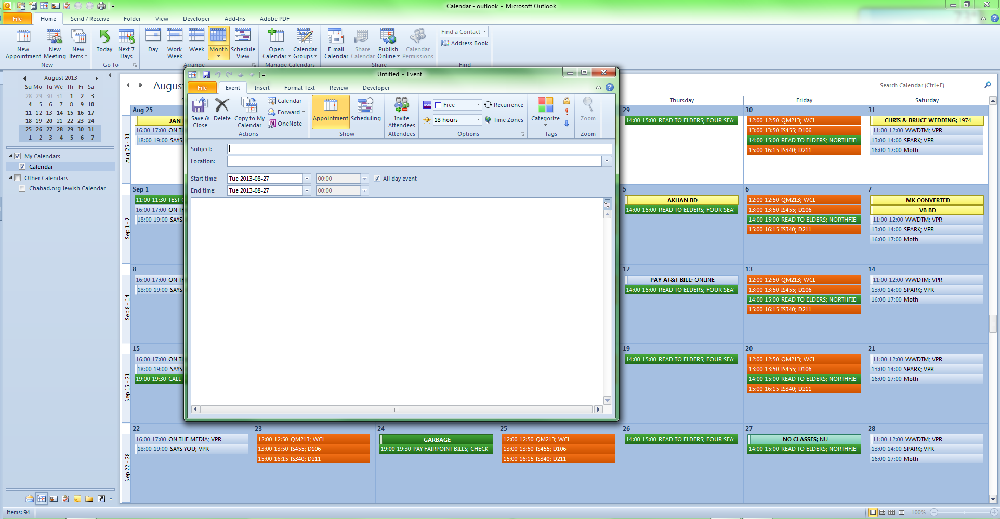 Calendar - outlook - Microsoft Outlook
File Home Send / Receive Folder View Developer Add-Ins Adobe PDF
New Appointment
New Meeting
New Items
New
Today
Next 7 Days
Go To
Day
Work Week
Week
Month
Schedule View
Arrange
Open Calendar
Calendar Groups
Manage Calendars
E-mail Calendar
Share Calendar
Publish Online
Calendar Permissions
Share
Find a Contact
Address Book
Find
August 2013
Su Mo Tu We Th Fr Sa
28 29 30 31 1 2 3
4 5 6 7 8 9 10
11 12 13 14 15 16 17
18 19 20 21 22 23 24
25 26 27 28 29 30 31
1 2 3 4 5 6 7
My Calendars
Calendar
Other Calendars
Chabad.org Jewish Calendar
Items: 94
Untitled - Event
File Event Insert Format Text Review Developer
Save & Close
Delete
Copy to My Calendar
Calendar
Forward
OneNote
Actions
Appointment
Scheduling
Show
Invite Attendees
Attendees
Free
18 hours
Recurrence
Time Zones
Options
Categorize
Tags
Zoom
Zoom
Subject:
Location:
Start time: Tue 2013-08-27 00:00 All day event
End time: Tue 2013-08-27 00:00
August
Search Calendar (Ctrl+E)
Thursday Friday Saturday
Aug 25 - 31
Aug 25
JAN
16:00 17:00 ON TH
18:00 19:00 SAYS
29
14:00 15:00 READ TO ELDERS; FOUR SEAS
30
12:00 12:50 QM213; WCL
13:00 13:50 IS455; D106
14:00 15:00 READ TO ELDERS; NORTHFIEL
15:00 16:15 IS340; D211
31
CHRIS & BRUCE WEDDING; 1974
11:00 12:00 WWDTM; VPR
13:00 14:00 SPARK; VPR
16:00 17:00 Moth
Sep 1 - 7
Sep 1
11:00 11:30 TEST
16:00 17:00 ON TH
18:00 19:00 SAYS
5
AKHAN BD
14:00 15:00 READ TO ELDERS; FOUR SEAS
6
12:00 12:50 QM213; WCL
13:00 13:50 IS455; D106
14:00 15:00 READ TO ELDERS; NORTHFIEL
15:00 16:15 IS340; D211
7
MK CONVERTED
VB BD
11:00 12:00 WWDTM; VPR
13:00 14:00 SPARK; VPR
16:00 17:00 Moth
Sep 8 - 14
8
16:00 17:00 ON TH
18:00 19:00 SAYS
12
PAY AT&T BILL; ONLINE
14:00 15:00 READ TO ELDERS; FOUR SEAS
13
12:00 12:50 QM213; WCL
13:00 13:50 IS455; D106
14:00 15:00 READ TO ELDERS; NORTHFIEL
15:00 16:15 IS340; D211
14
11:00 12:00 WWDTM; VPR
13:00 14:00 SPARK; VPR
16:00 17:00 Moth
Sep 15 - 21
15
16:00 17:00 ON TH
18:00 19:00 SAYS
19:00 19:30 CALL
19
14:00 15:00 READ TO ELDERS; FOUR SEAS
20
12:00 12:50 QM213; WCL
13:00 13:50 IS455; D106
14:00 15:00 READ TO ELDERS; NORTHFIEL
15:00 16:15 IS340; D211
21
11:00 12:00 WWDTM; VPR
13:00 14:00 SPARK; VPR
16:00 17:00 Moth
Sep 22 - 28
22
16:00 17:00 ON THE MEDIA; VPR
18:00 19:00 SAYS YOU; VPR
23
12:00 12:50 QM213; WCL
13:00 13:50 IS455; D106
15:00 16:15 IS340; D211
24
GARBAGE
19:00 19:30 PAY FAIRPOINT BILLS; CHECK
25
12:00 12:50 QM213; WCL
13:00 13:50 IS455; D106
15:00 16:15 IS340; D211
26
14:00 15:00 READ TO ELDERS; FOUR SEAS
27
NO CLASSES; NU
14:00 15:00 READ TO ELDERS; NORTHFIEL
28
11:00 12:00 WWDTM; VPR
13:00 14:00 SPARK; VPR
16:00 17:00 Moth
100%